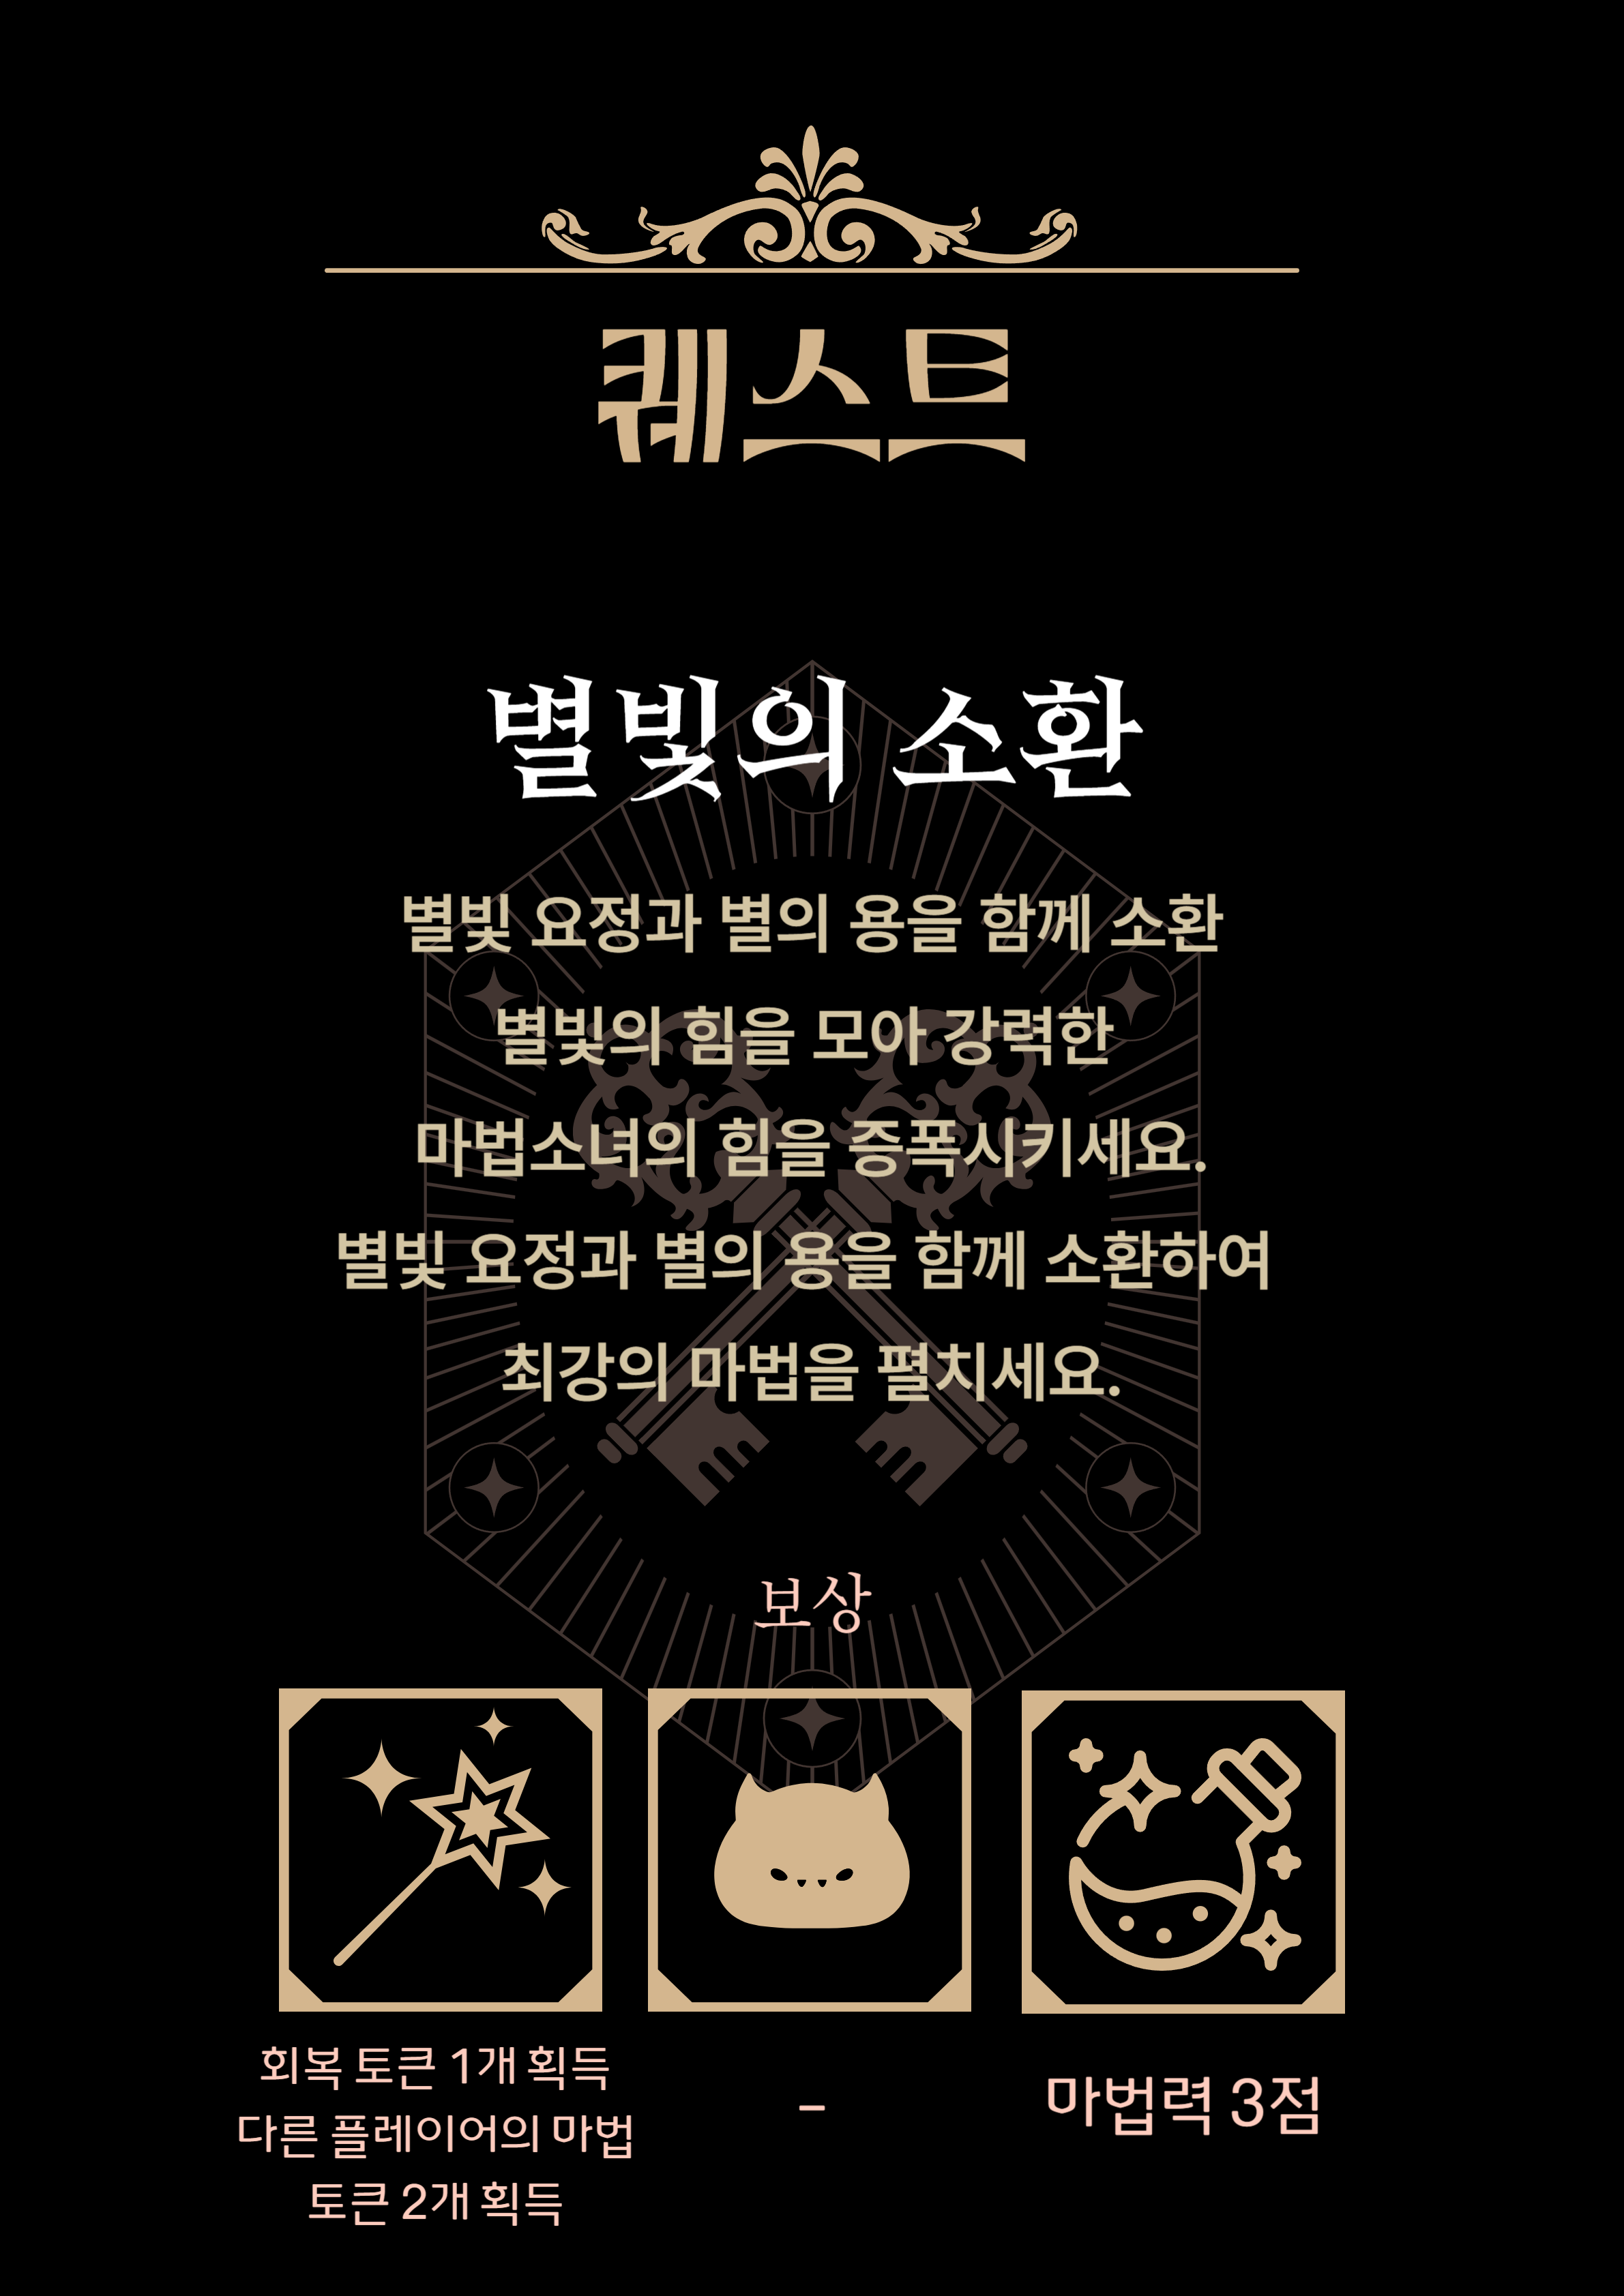 퀘스트
별빛의 소환
별빛 요정과 별의 용을 함께 소환
별빛의 힘을 모아 강력한
마법소녀의 힘을 증폭시키세요.
별빛 요정과 별의 용을 함께 소환하여
최강의 마법을 펼치세요.
보상
회복 토큰 1개 획득
다른 플레이어의 마법
토큰 2개 획득
-
마법력 3점